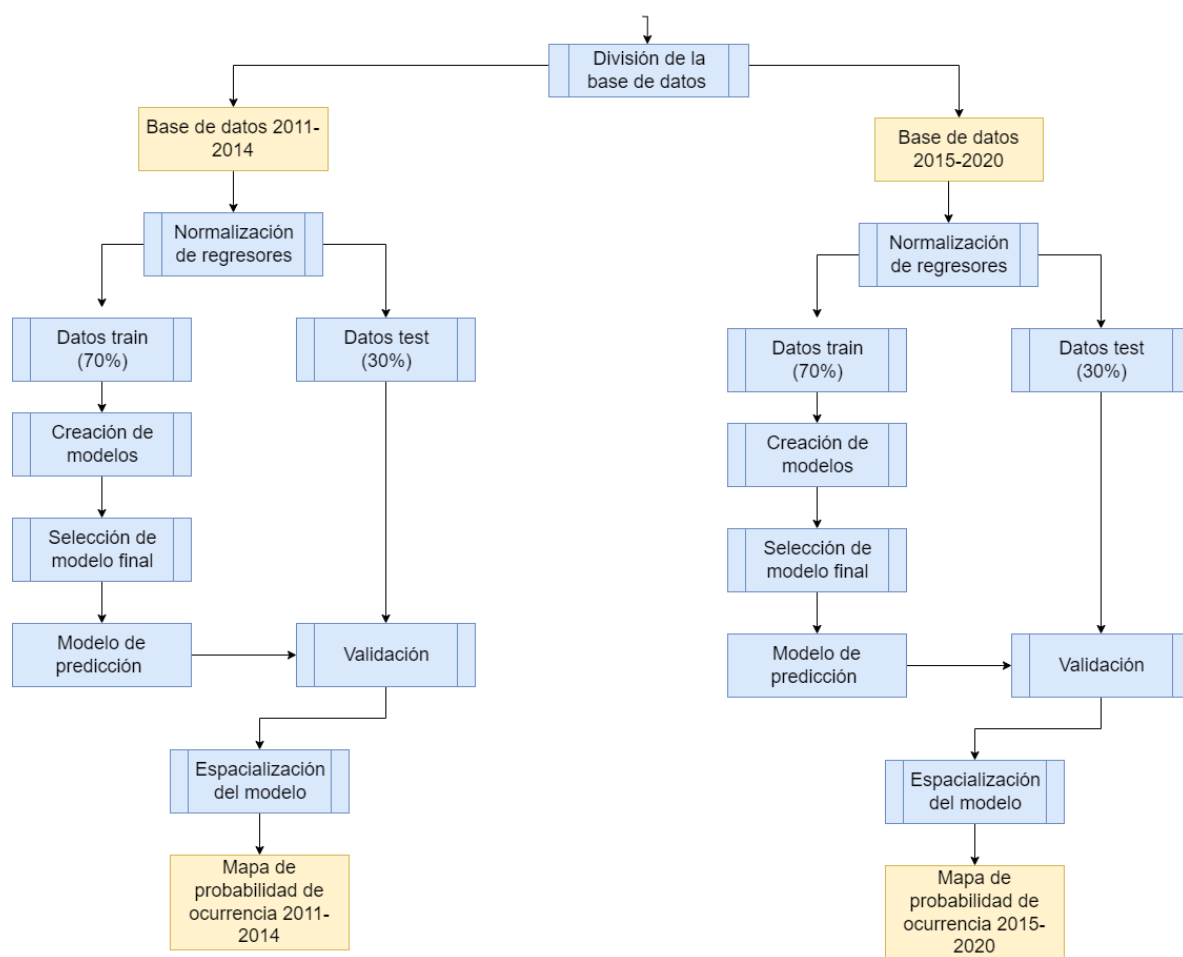 División de la
base de datos
Base de datos 2011-
2014
Base de datos
2015-2020
Normalización
de regresores
Normalización
de regresores
Datos train
(70%)
Datos test
(30%)
Datos train
(70%)
Datos test
(30%)
Creación de
modelos
Creación de
modelos
Selección de
modelo final
Selección de
modelo final
Modelo de
predicción
Validación
Modelo de
predicción
Validación
Espacialización
del modelo
Espacialización
del modelo
Mapa de
probabilidad de
ocurrencia 2011-
2014
Mapa de
probabilidad de
ocurrencia 2015-
2020